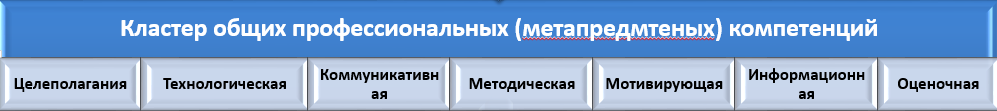 Кластер общих профессиональных (метапредмтеных) компетенций
Целеполагания
Технологическая
Коммуникативн
ая
Методическая
Мотивирующая
Информационн
ая
Оценочная